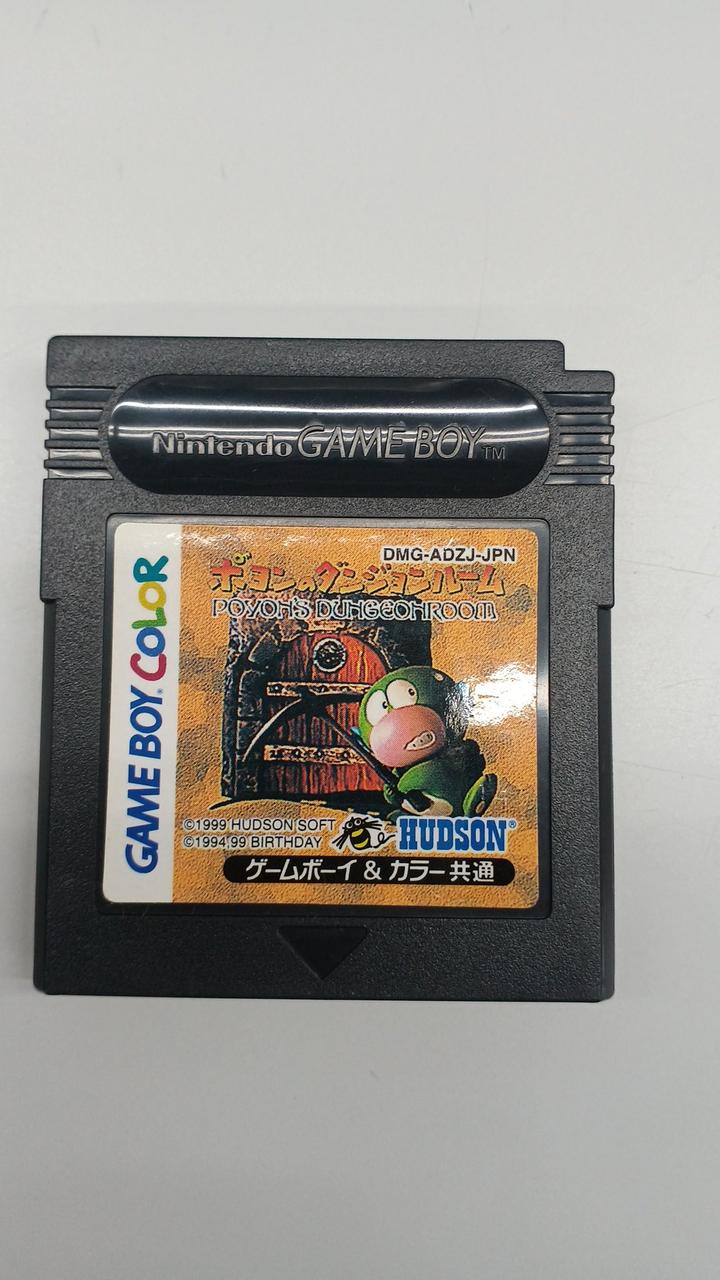 Nintendo GAME BOY™
GAME BOY COLOR
DMG-ADZJ-JPN
ポヨンのダンジョンルーム
POYON'S DUNGEONROOM
©1999 HUDSON SOFT
©1994,99 BIRTHDAY
HUDSON®
ゲームボーイ & カラー共通